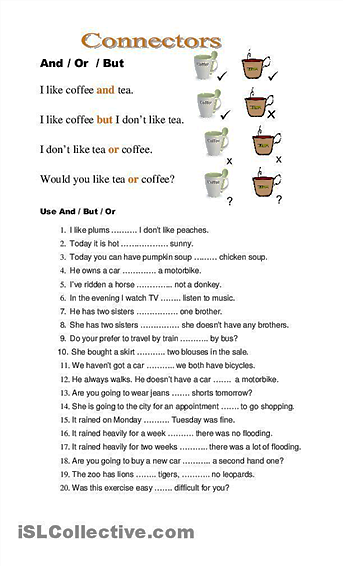 Connectors
And / Or / But
I like coffee and tea.
I like coffee but I don't like tea.
I don't like tea or coffee.
Would you like tea or coffee?
Use And / But / Or
1. I like plums ………. I don't like peaches.
2. Today it is hot ……………… sunny.
3. Today you can have pumpkin soup ……… chicken soup.
4. He owns a car …………. a motorbike.
5. I've ridden a horse ………….. not a donkey.
6. In the evening I watch TV …….. listen to music.
7. He has two sisters …………. one brother.
8. She has two sisters …………… she doesn't have any brothers.
9. Do your prefer to travel by train ……….. by bus?
10. She bought a skirt ……….. two blouses in the sale.
11. We haven't got a car ……….. we both have bicycles.
12. He always walks. He doesn't have a car ……. a motorbike.
13. Are you going to wear jeans ……. shorts tomorrow?
14. She is going to the city for an appointment ……. to go shopping.
15. It rained on Monday ………. Tuesday was fine.
16. It rained heavily for a week ………. there was no flooding.
17. It rained heavily for two weeks ………. there was a lot of flooding.
18. Are you going to buy a new car ……….. a second hand one?
19. The zoo has lions …….. tigers, ……….. no leopards.
20. Was this exercise easy ……. difficult for you?
iSLCollective.com